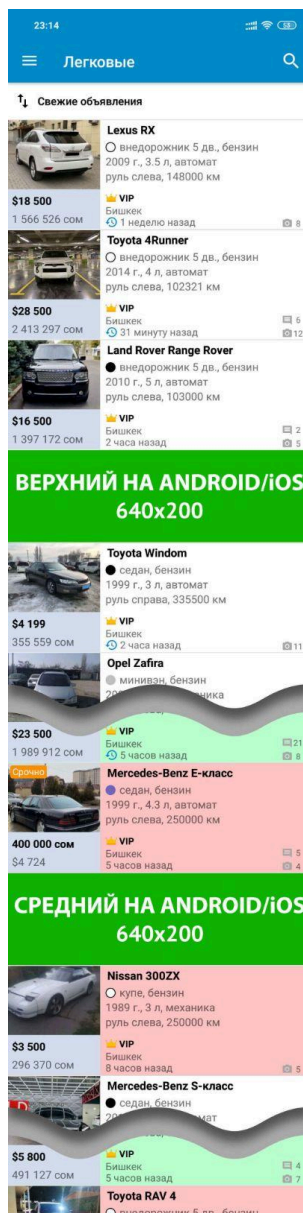 23:14
53
Легковые
Свежие объявления
Lexus RX
внедорожник 5 дв., бензин
2009 г., 3.5 л, автомат
руль слева, 148000 км
$18 500
1 566 526 сом
VIP
Бишкек
1 неделю назад
8
Toyota 4Runner
внедорожник 5 дв., бензин
2014 г., 4 л, автомат
руль слева, 102321 км
$28 500
2 413 297 сом
VIP
Бишкек
6
31 минуту назад
12
Land Rover Range Rover
внедорожник 5 дв., бензин
2010 г., 5 л, автомат
руль слева, 103000 км
$16 500
1 397 172 сом
VIP
Бишкек
2
2 часа назад
5
ВЕРХНИЙ НА ANDROID/iOS
640x200
Toyota Windom
седан, бензин
1999 г., 3 л, автомат
руль справа, 335500 км
$4 199
355 559 сом
VIP
Бишкек
2 часа назад
11
Opel Zafira
минивэн, бензин
$23 500
1 989 912 сом
VIP
Бишкек
21
5 часов назад
8
Срочно
Mercedes-Benz E-класс
седан, бензин
1999 г., 4.3 л, автомат
руль слева, 250000 км
400 000 сом
$4 724
VIP
Бишкек
5
5 часов назад
4
СРЕДНИЙ НА ANDROID/iOS
640x200
Nissan 300ZX
купе, бензин
1989 г., 3 л, механика
руль слева, 250000 км
$3 500
296 370 сом
VIP
Бишкек
8 часов назад
5
Mercedes-Benz S-класс
седан, бензин
$5 800
491 127 сом
VIP
Бишкек
4
5 часов назад
7
Toyota RAV 4
внедорожник 5 дв., бензин